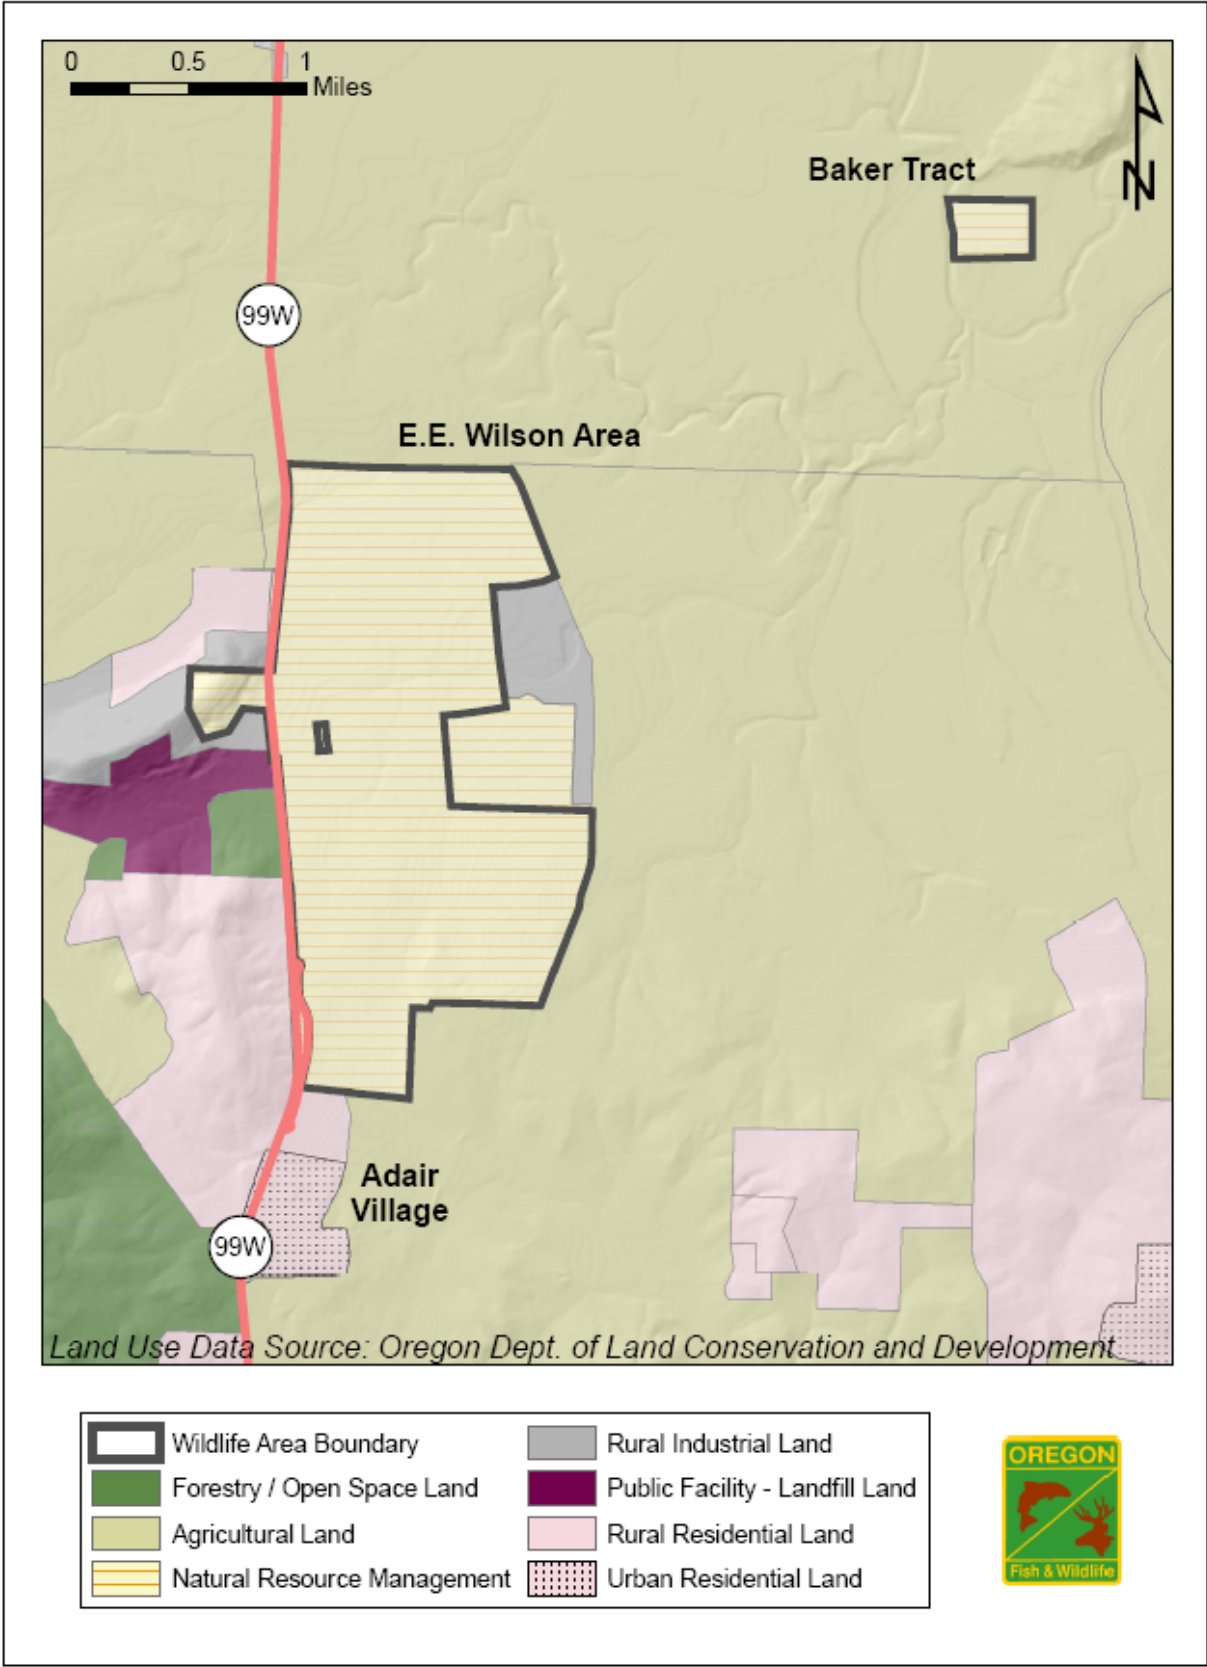 0 0.5 1
Miles
Baker Tract
N
99W
E.E. Wilson Area
Adair
Village
99W
Land Use Data Source: Oregon Dept. of Land Conservation and Development
Wildlife Area Boundary
Forestry / Open Space Land
Agricultural Land
Natural Resource Management
Rural Industrial Land
Public Facility - Landfill Land
Rural Residential Land
Urban Residential Land
OREGON
Fish & Wildlife